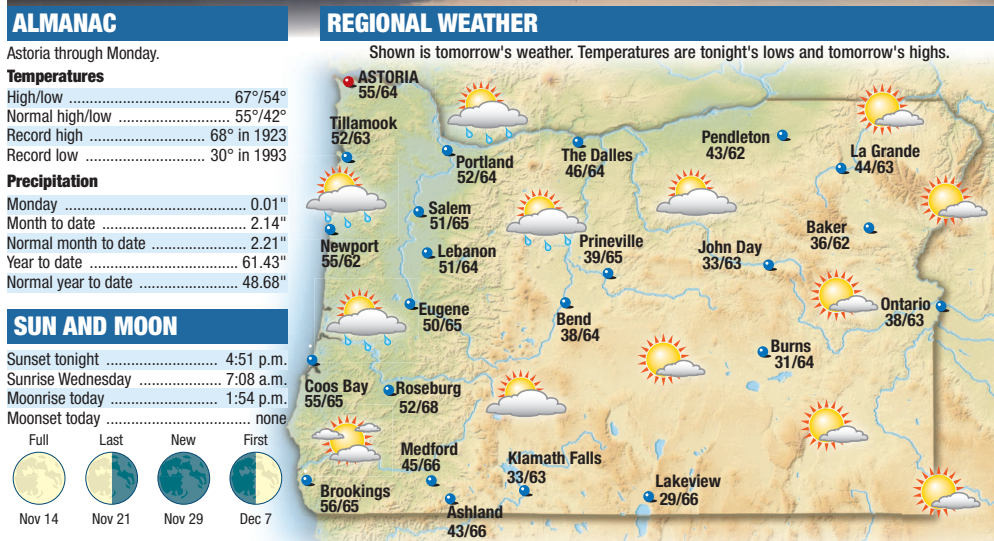 ALMANAC
Astoria through Monday.
Temperatures
High/low ................................... 67°/54°
Normal high/low ........................ 55°/42°
Record high ............................... 68° in 1923
Record low ............................... 30° in 1993
Precipitation
Monday ........................................ 0.01"
Month to date ............................... 2.14"
Normal month to date .................. 2.21"
Year to date ................................. 61.43"
Normal year to date ...................... 48.68"
SUN AND MOON
Sunset tonight .......................... 4:51 p.m.
Sunrise Wednesday .................. 7:08 a.m.
Moonrise today ........................ 1:54 p.m.
Moonset today ............................... none
Full Last New First
Nov 14 Nov 21 Nov 29 Dec 7
REGIONAL WEATHER
Shown is tomorrow's weather. Temperatures are tonight's lows and tomorrow's highs.
ASTORIA
55/64
Tillamook
52/63
Portland
52/64
The Dalles
46/64
Pendleton
43/62
La Grande
44/63
Salem
51/65
Newport
55/62
Lebanon
51/64
Prineville
39/65
John Day
33/63
Baker
36/62
Eugene
50/65
Bend
38/64
Ontario
38/63
Burns
31/64
Coos Bay
55/65
Roseburg
52/68
Medford
45/66
Klamath Falls
33/63
Lakeview
29/66
Brookings
56/65
Ashland
43/66